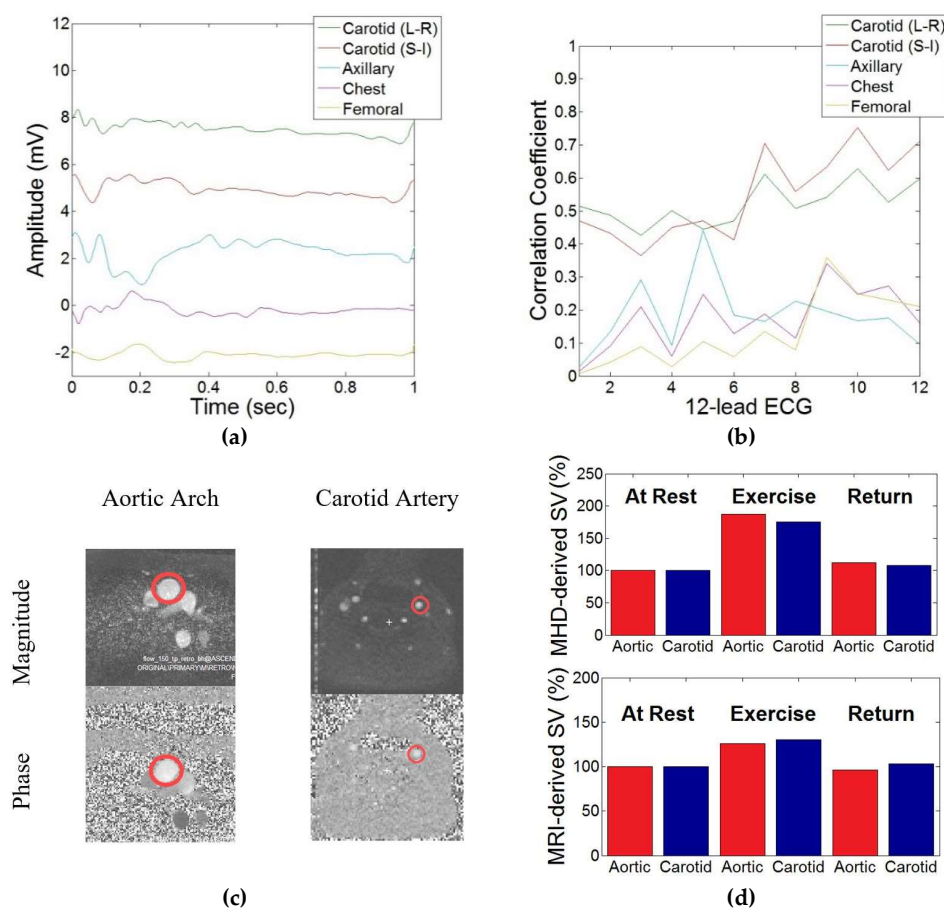 12
10
8
6
4
2
0
-2
0
0.2
0.4
0.6
0.8
1
Amplitude (mV)
Time (sec)
Carotid (L-R)
Carotid (S-I)
Axillary
Chest
Femoral
(a)
1
0.9
0.8
0.7
0.6
0.5
0.4
0.3
0.2
0.1
0
2
4
6
8
10
12
Correlation Coefficient
12-lead ECG
Carotid (L-R)
Carotid (S-I)
Axillary
Chest
Femoral
(b)
Aortic Arch
Carotid Artery
Magnitude
Phase
flow_150_tp_retro_bh@ASCEND
ORIGINAL\PRIMARY\M\RETRO\N
F
(c)
MHD-derived SV (%)
250
200
150
100
50
0
At Rest Exercise Return
Aortic Carotid Aortic Carotid Aortic Carotid
MRI-derived SV (%)
200
150
100
50
0
At Rest Exercise Return
Aortic Carotid Aortic Carotid Aortic Carotid
(d)